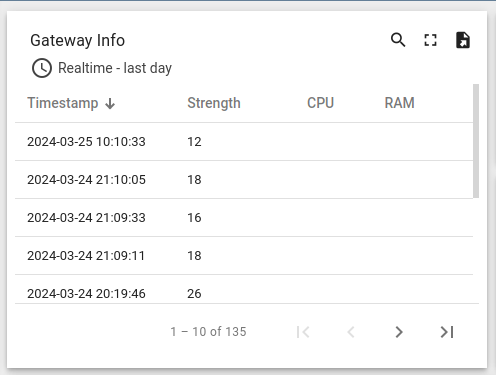 Gateway Info
Realtime - last day
Timestamp Strength CPU RAM
2024-03-25 10:10:33 12
2024-03-24 21:10:05 18
2024-03-24 21:09:33 16
2024-03-24 21:09:11 18
2024-03-24 20:19:46 26
1 – 10 of 135